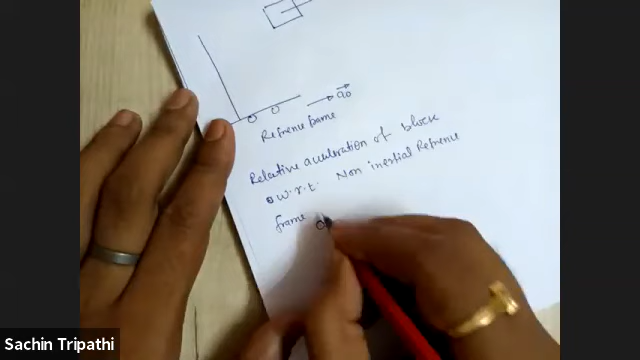 a0
Refrence frame
Relative acceleration of block
w.r.t. Non inertial Refrence
frame
Sachin Tripathi